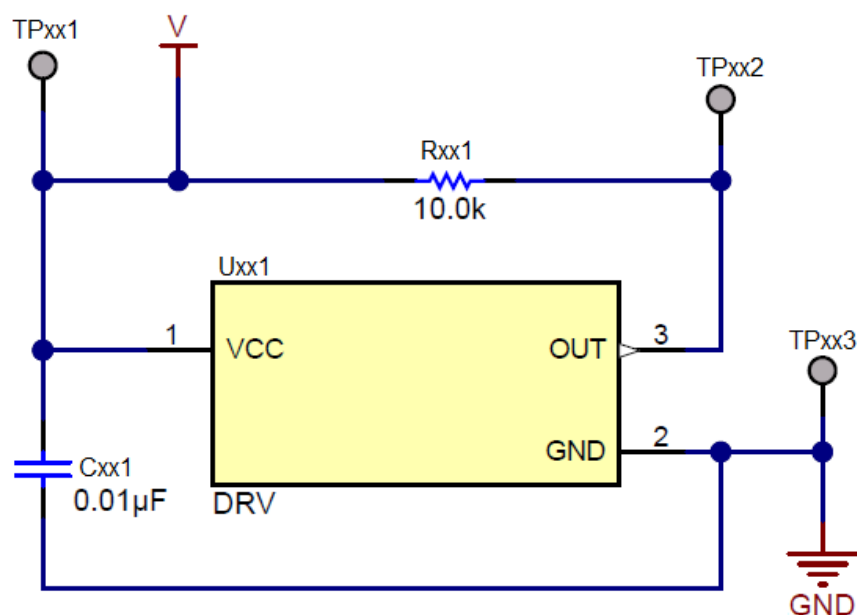 TPxx1
V
TPxx2
Rxx1
10.0k
Uxx1
1
VCC
OUT
3
TPxx3
GND
2
Cxx1
0.01µF
DRV
GND